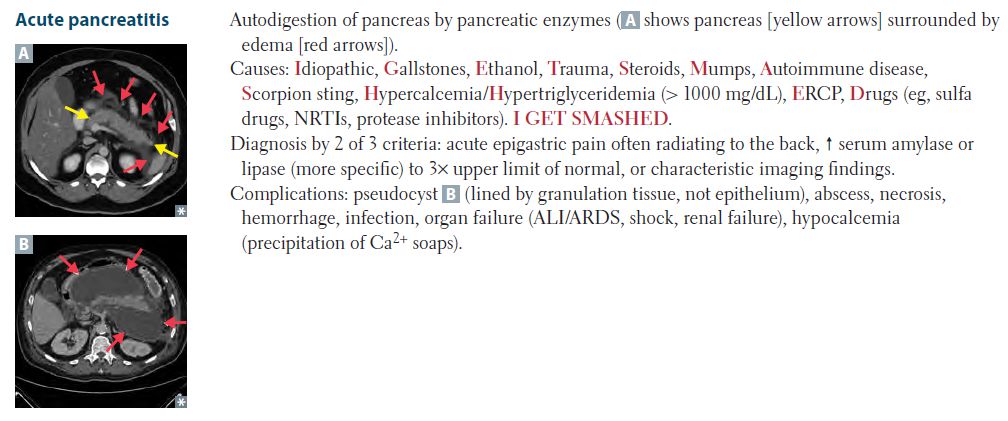 Acute pancreatitis
Autodigestion of pancreas by pancreatic enzymes (A shows pancreas [yellow arrows] surrounded by
edema [red arrows]).
Causes: Idiopathic, Gallstones, Ethanol, Trauma, Steroids, Mumps, Autoimmune disease,
Scorpion sting, Hypercalcemia/Hypertriglyceridemia (> 1000 mg/dL), ERCP, Drugs (eg, sulfa
drugs, NRTIs, protease inhibitors). I GET SMASHED.
Diagnosis by 2 of 3 criteria: acute epigastric pain often radiating to the back, ↑ serum amylase or
lipase (more specific) to 3× upper limit of normal, or characteristic imaging findings.
Complications: pseudocyst B (lined by granulation tissue, not epithelium), abscess, necrosis,
hemorrhage, infection, organ failure (ALI/ARDS, shock, renal failure), hypocalcemia
(precipitation of Ca²⁺ soaps).
A
*
B
*